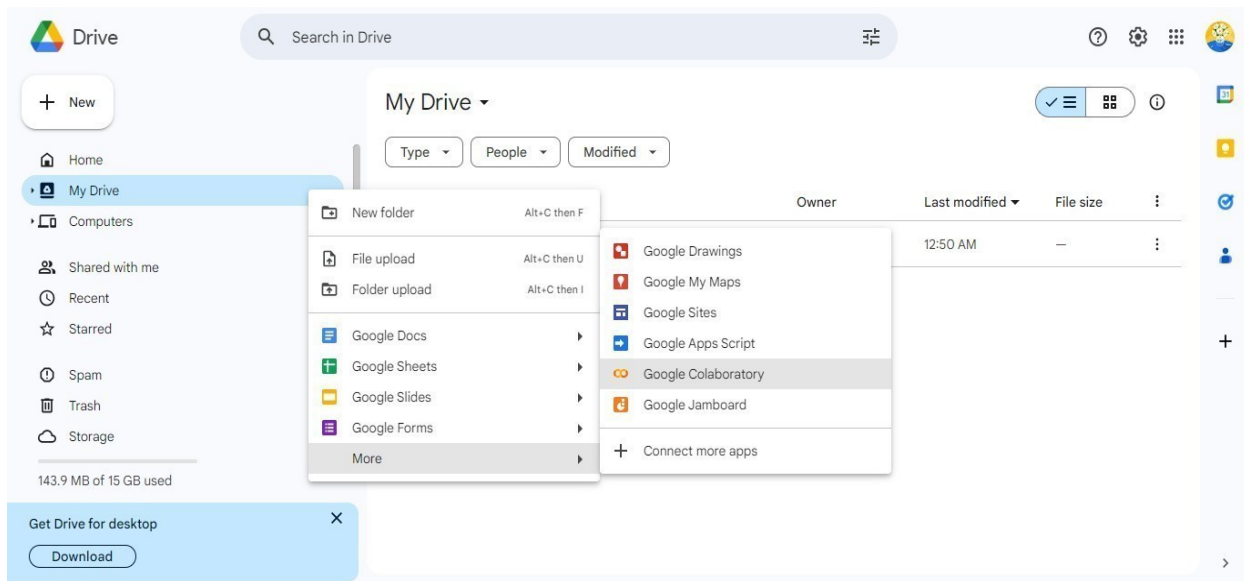 Drive
Search in Drive
New
My Drive
Type
People
Modified
Home
My Drive
Computers
Shared with me
Recent
Starred
Spam
Trash
Storage
143.9 MB of 15 GB used
Get Drive for desktop
Download
New folder Alt+C then F
File upload Alt+C then U
Folder upload Alt+C then I
Google Docs
Google Sheets
Google Slides
Google Forms
More
Owner Last modified File size
12:50 AM —
Google Drawings
Google My Maps
Google Sites
Google Apps Script
Google Colaboratory
Google Jamboard
Connect more apps
31